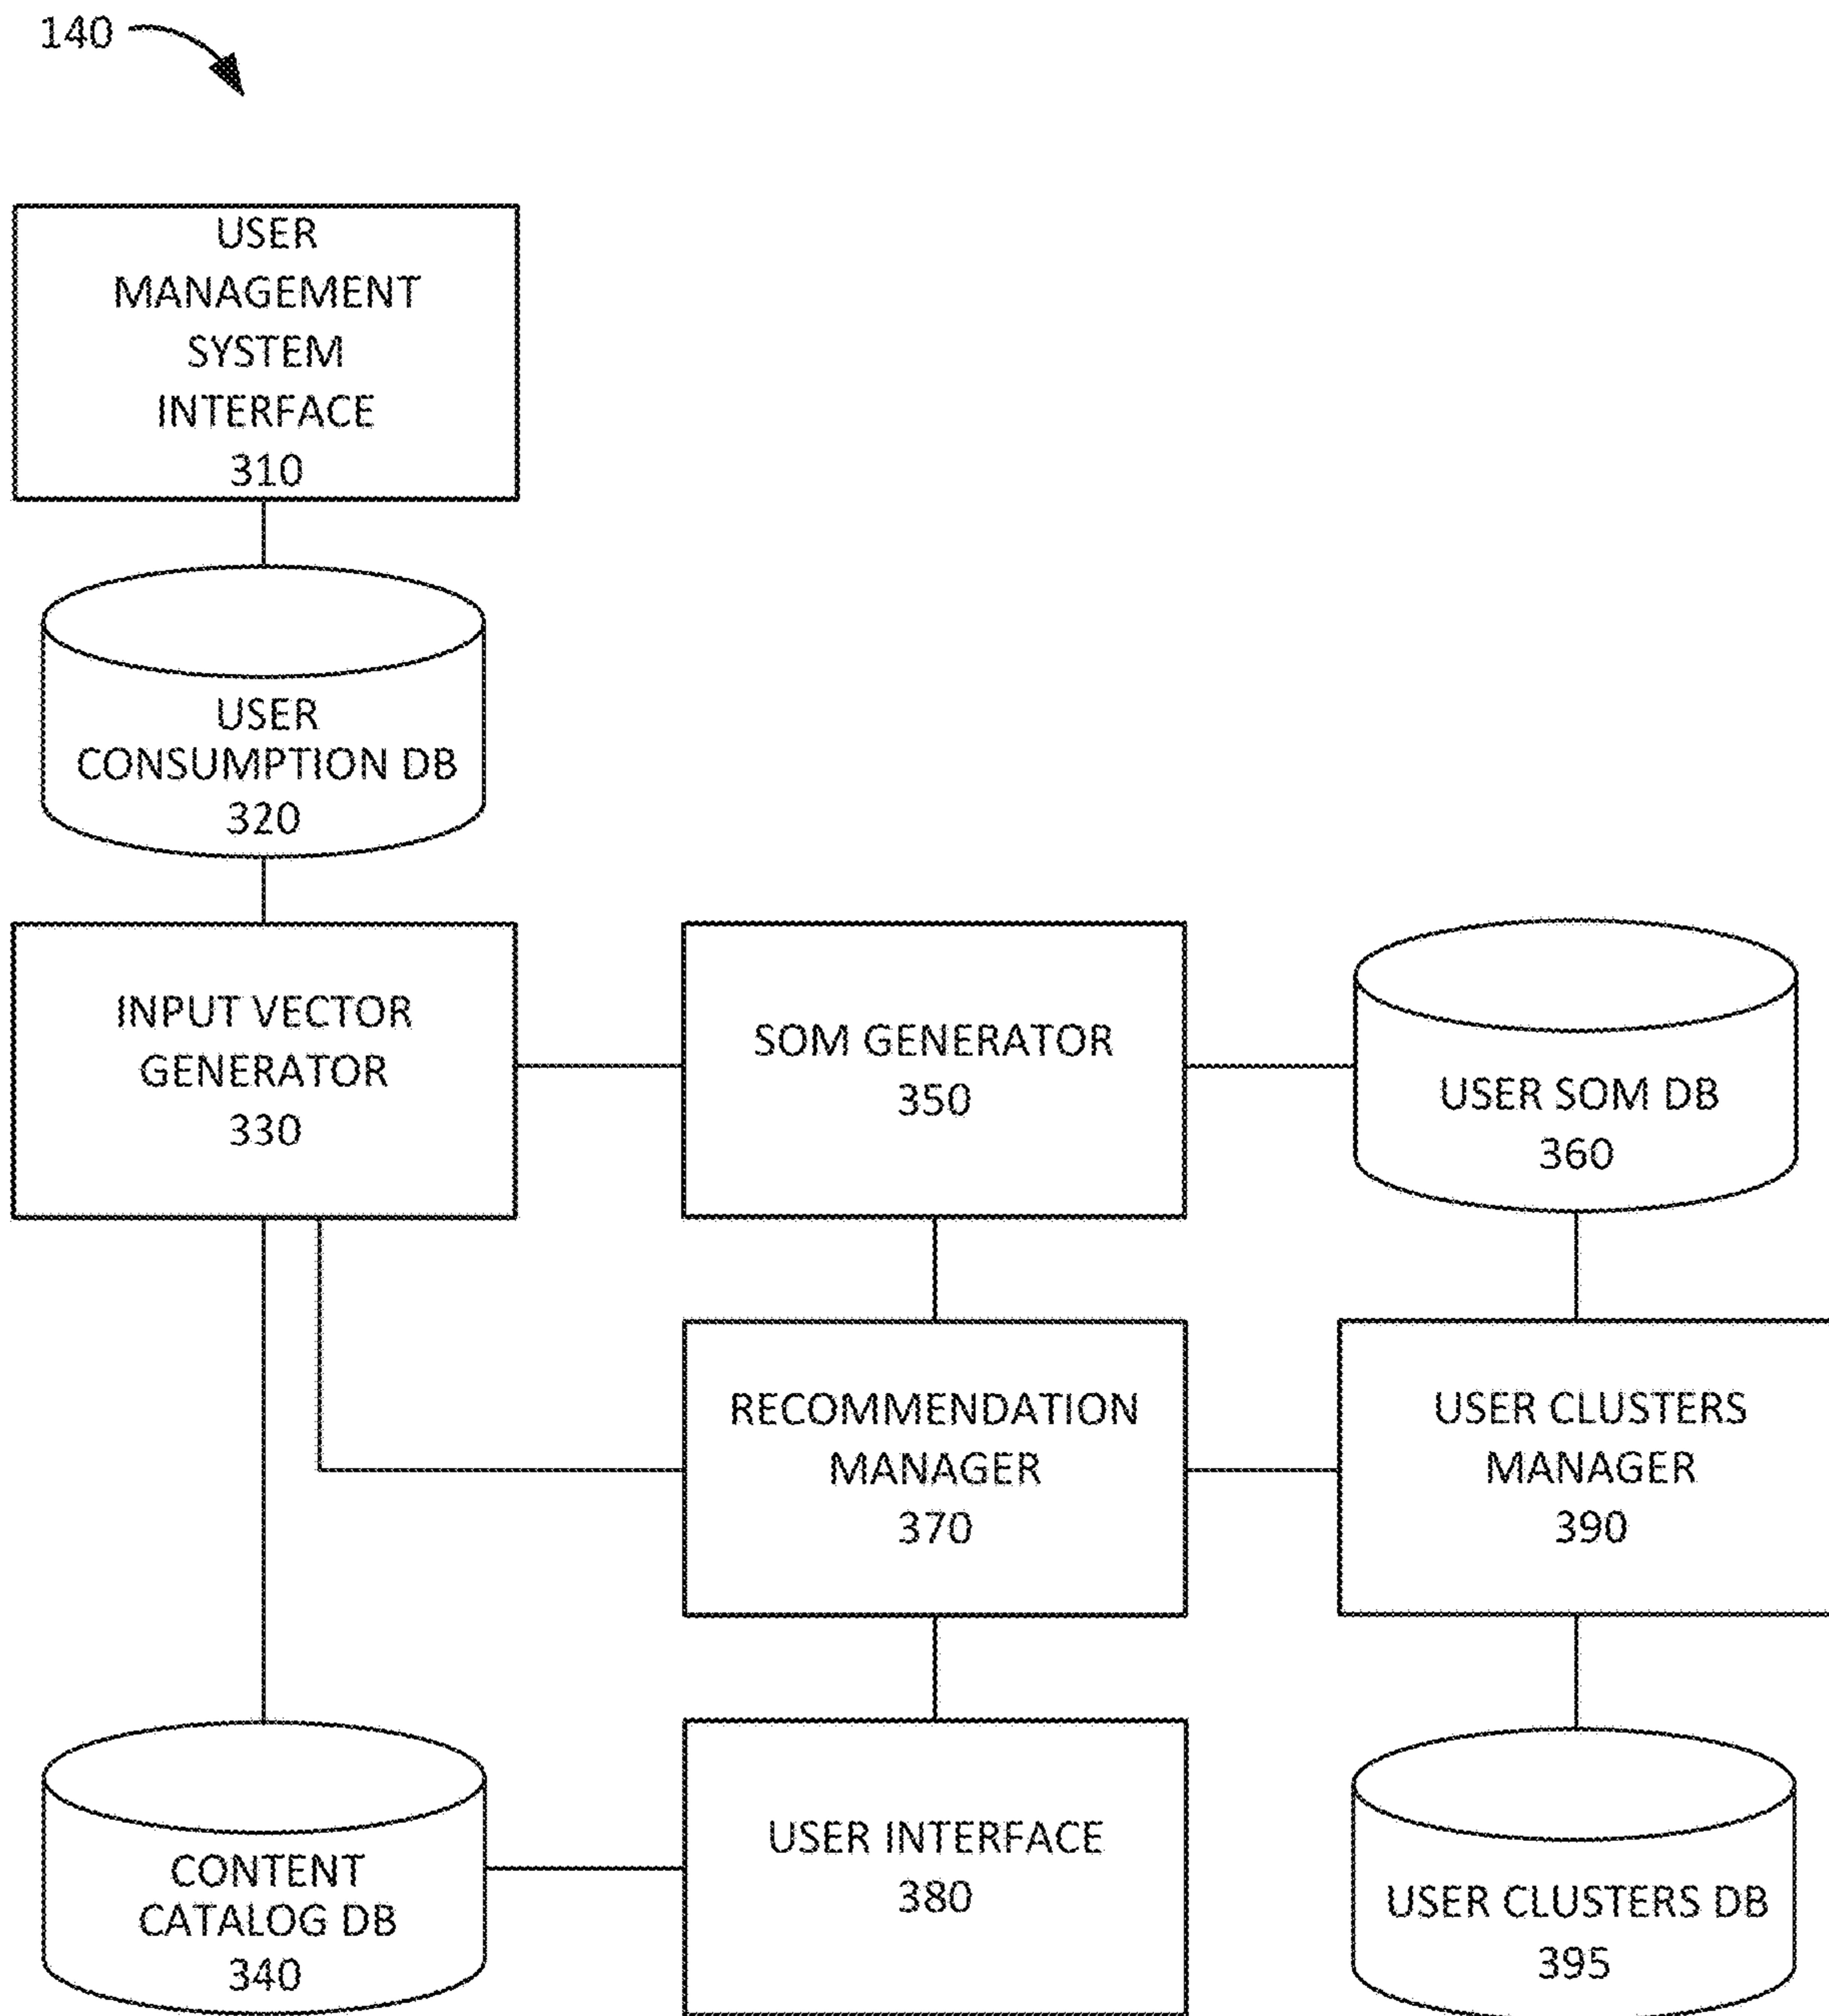 140
USER
MANAGEMENT
SYSTEM
INTERFACE
310
USER
CONSUMPTION DB
320
INPUT VECTOR
GENERATOR
330
SOM GENERATOR
350
USER SOM DB
360
RECOMMENDATION
MANAGER
370
USER CLUSTERS
MANAGER
390
CONTENT
CATALOG DB
340
USER INTERFACE
380
USER CLUSTERS DB
395